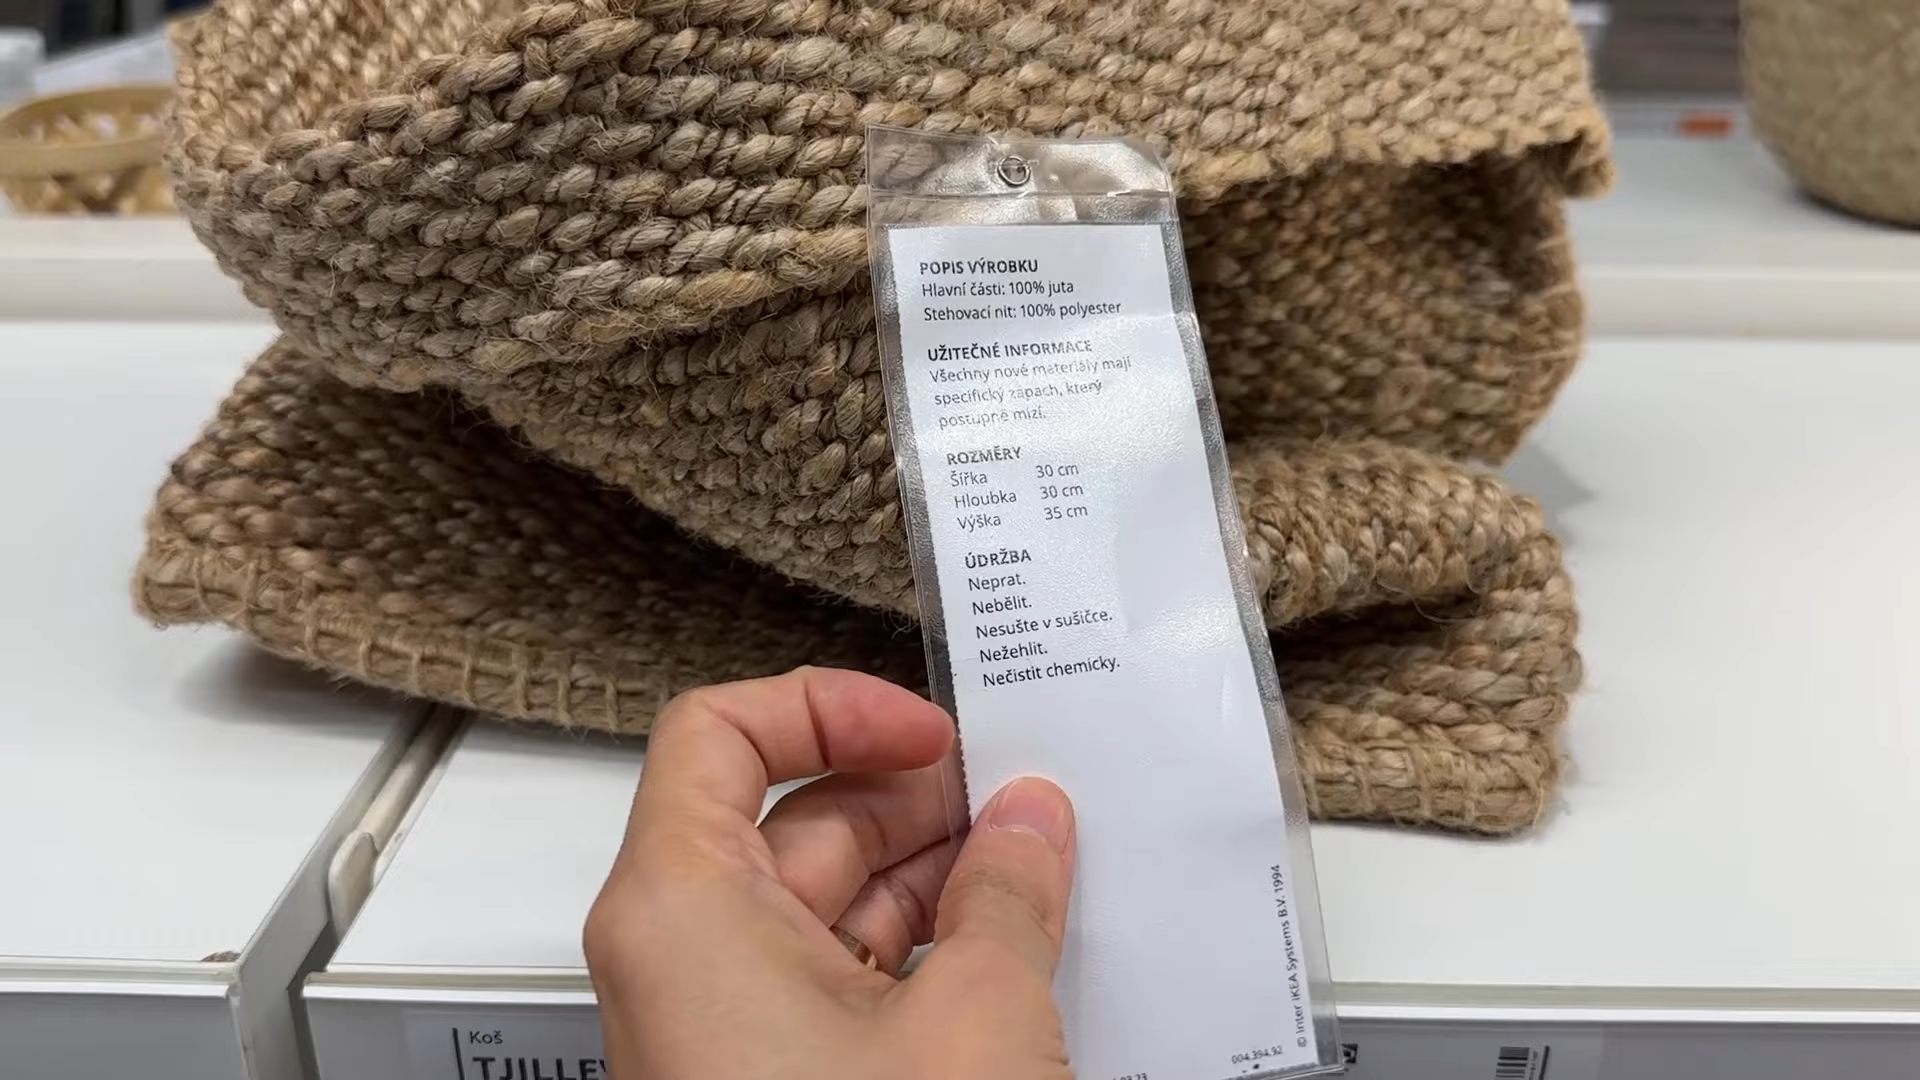 POPIS VÝROBKU
Hlavní části: 100% juta
Stehovací nit: 100% polyester
UŽITEČNÉ INFORMACE
Všechny nové materiály mají
specifický zápach, který
postupně mizí.
ROZMĚRY
Šířka 30 cm
Hloubka 30 cm
Výška 35 cm
ÚDRŽBA
Neprat.
Nebělit.
Nesušte v sušičce.
Nežehlit.
Nečistit chemicky.
© Inter IKEA Systems B.V. 1994
004.394.92
Koš